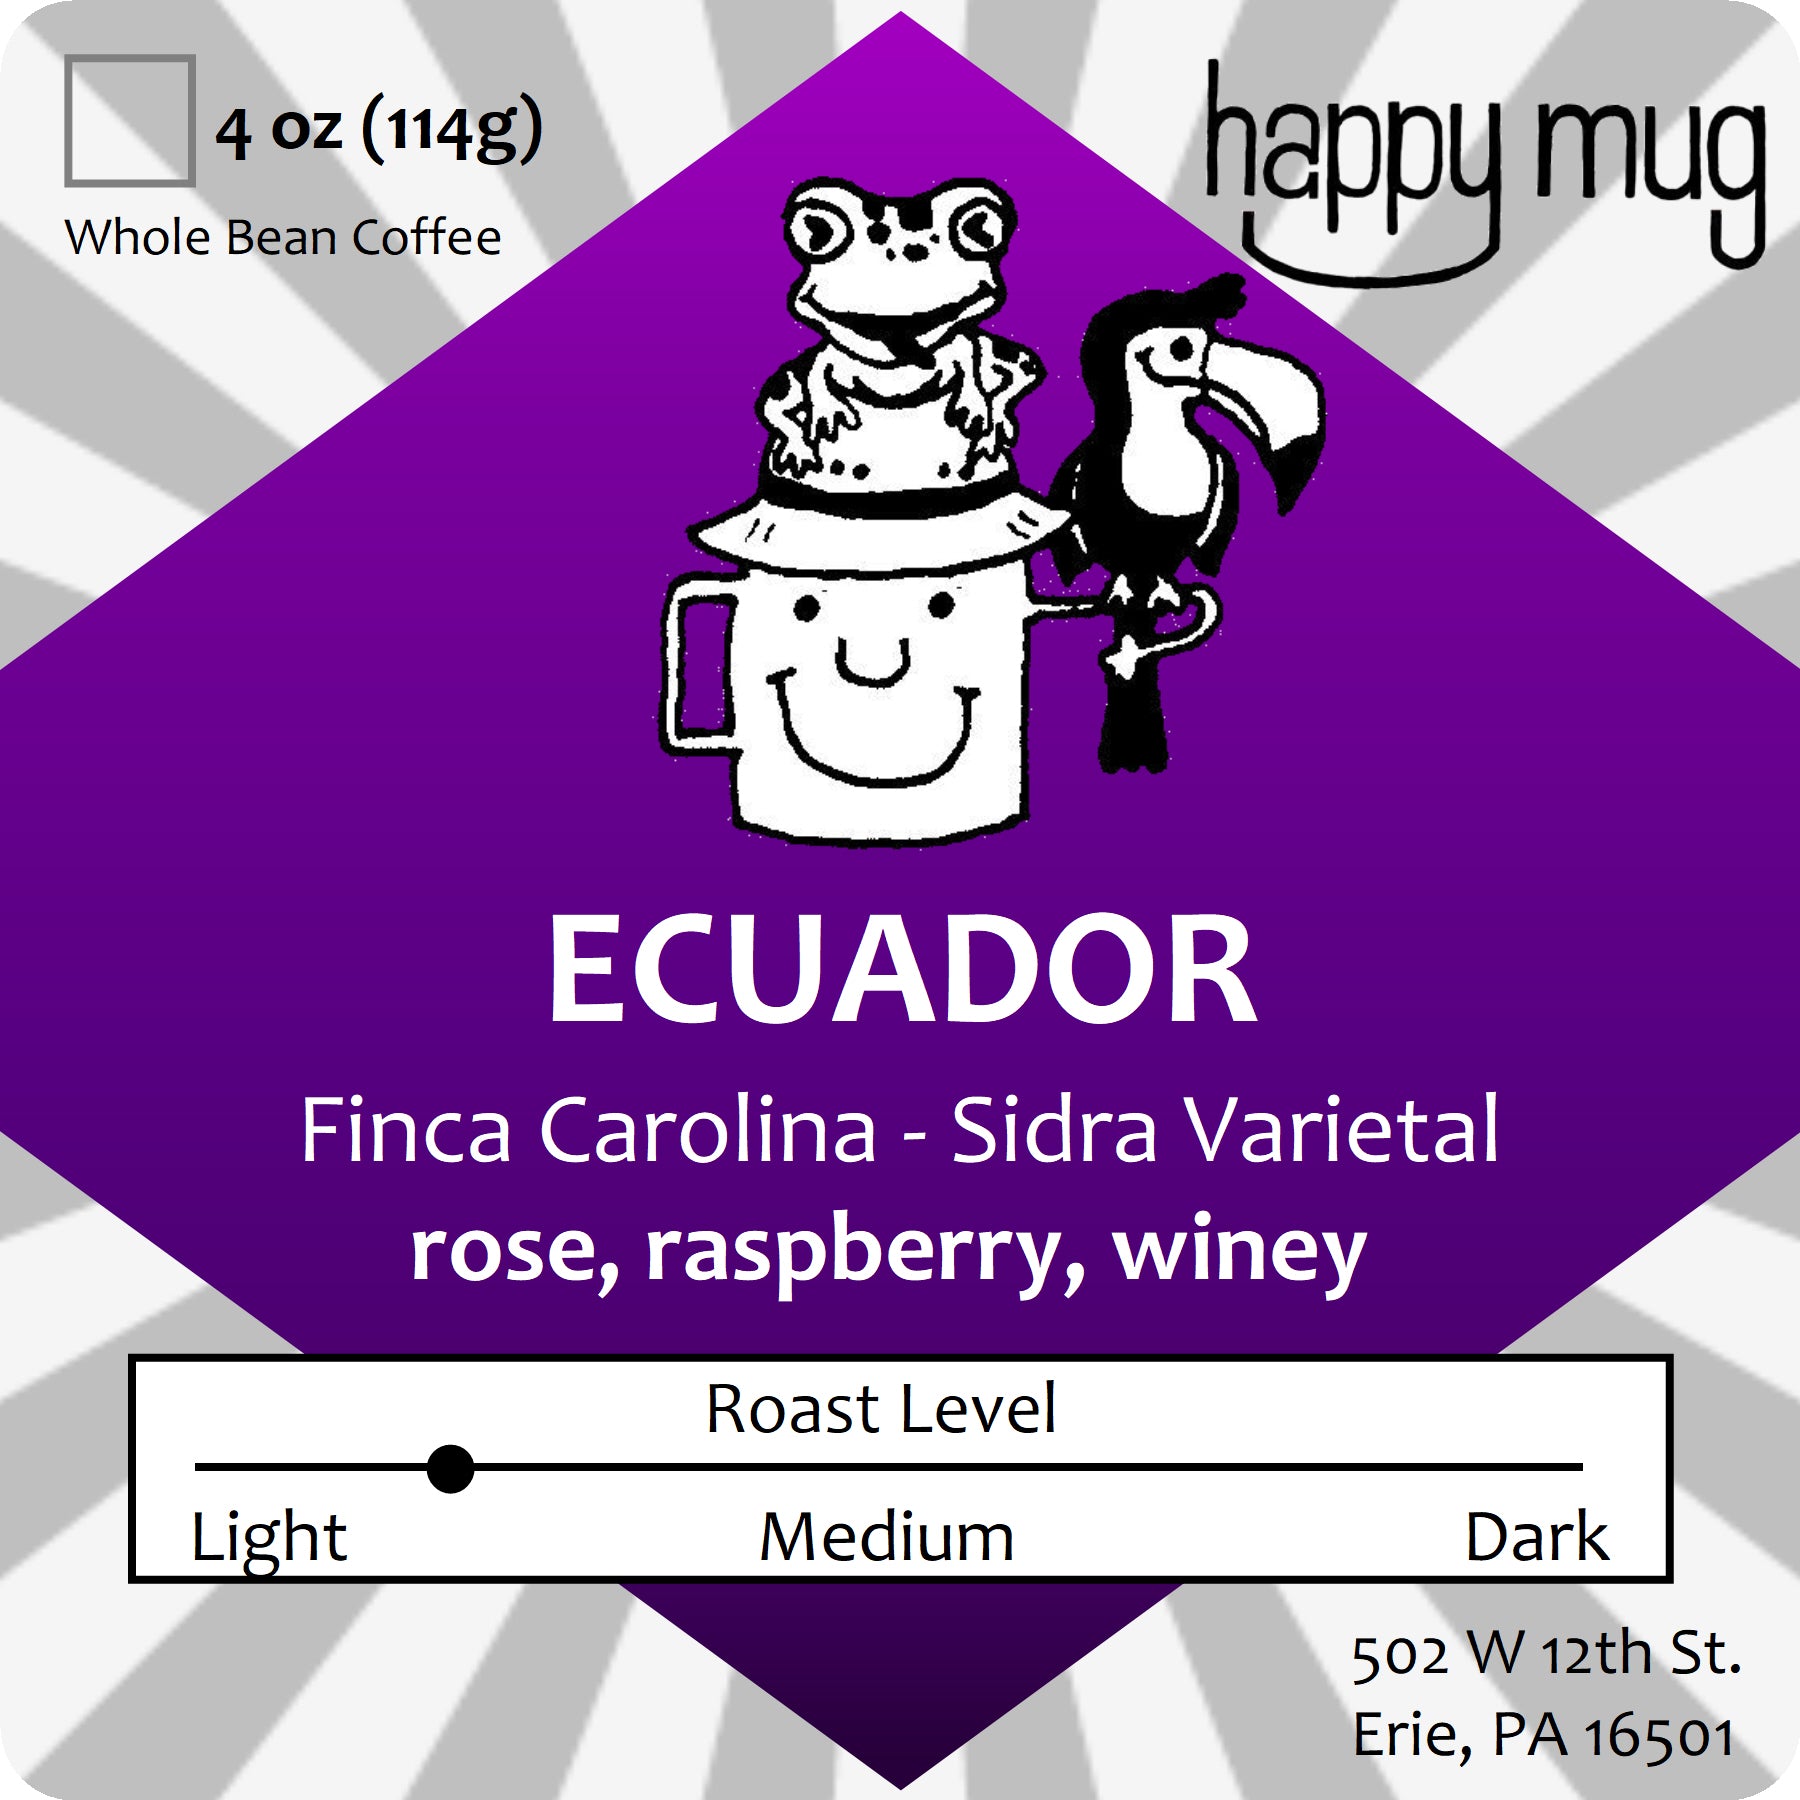 4 oz (114g)
Whole Bean Coffee
happy mug
ECUADOR
Finca Carolina - Sidra Varietal
rose, raspberry, winey
Roast Level
Light Medium Dark
502 W 12th St.
Erie, PA 16501